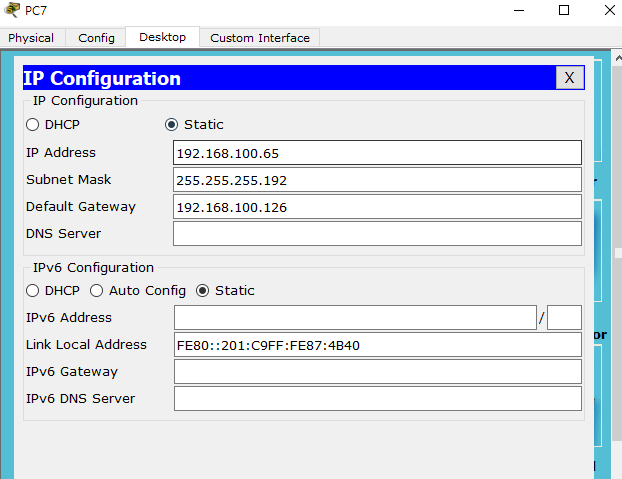 PC7
Physical Config Desktop Custom Interface
IP Configuration X
IP Configuration
DHCP Static
IP Address 192.168.100.65
Subnet Mask 255.255.255.192
Default Gateway 192.168.100.126
DNS Server
IPv6 Configuration
DHCP Auto Config Static
IPv6 Address /
Link Local Address FE80::201:C9FF:FE87:4B40
IPv6 Gateway
IPv6 DNS Server
or